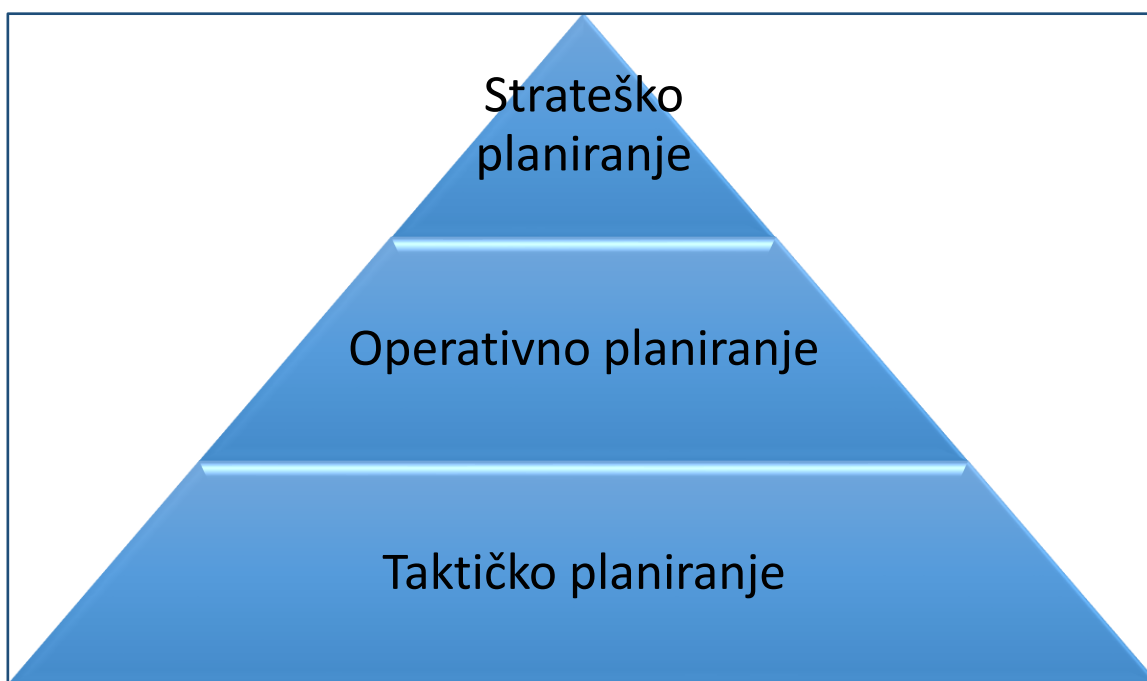 Strateško
planiranje
Operativno planiranje
Taktičko planiranje